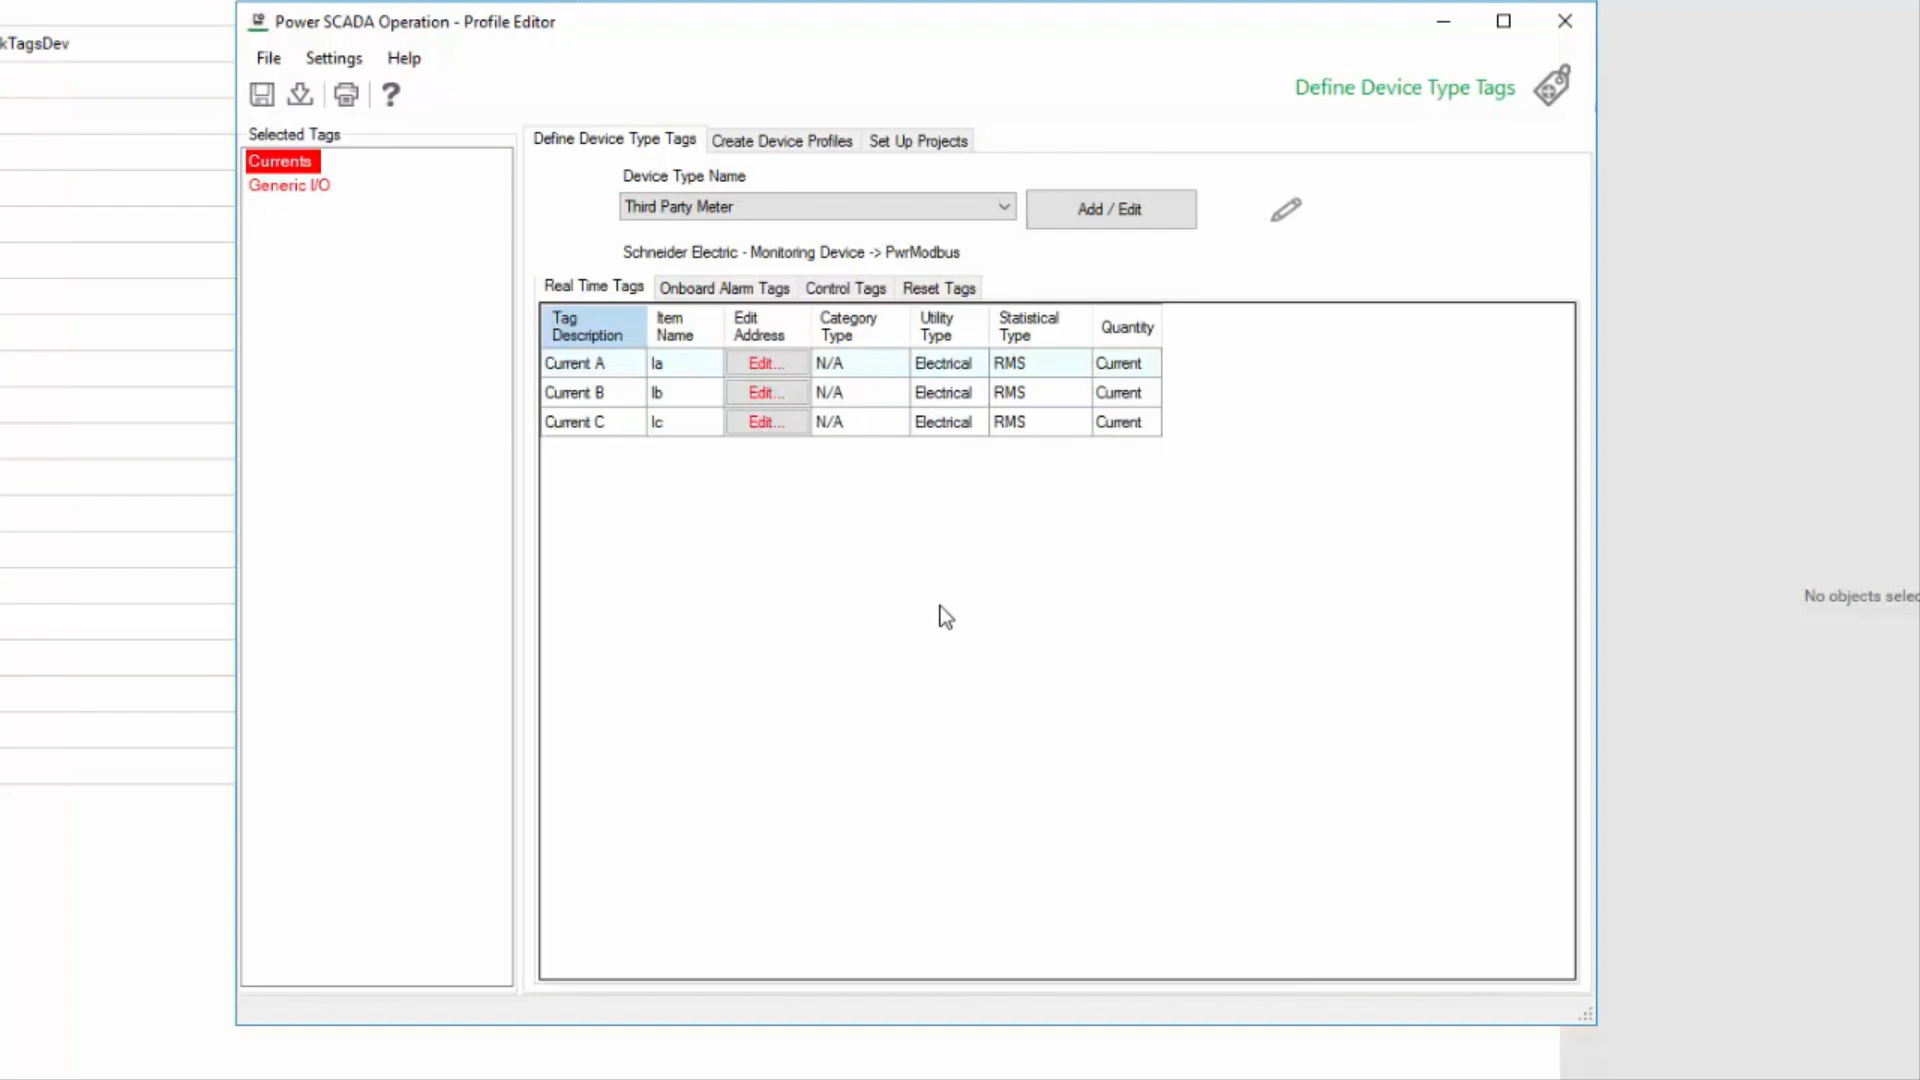 kTagsDev
Power SCADA Operation - Profile Editor
File Settings Help
Define Device Type Tags
Selected Tags
Currents
Generic I/O
Define Device Type Tags Create Device Profiles Set Up Projects
Device Type Name
Third Party Meter
Add / Edit
Schneider Electric - Monitoring Device -> PwrModbus
Real Time Tags Onboard Alarm Tags Control Tags Reset Tags
Tag Description Item Name Edit Address Category Type Utility Type Statistical Type Quantity
Current A Ia Edit... N/A Electrical RMS Current
Current B Ib Edit... N/A Electrical RMS Current
Current C Ic Edit... N/A Electrical RMS Current
No objects selec